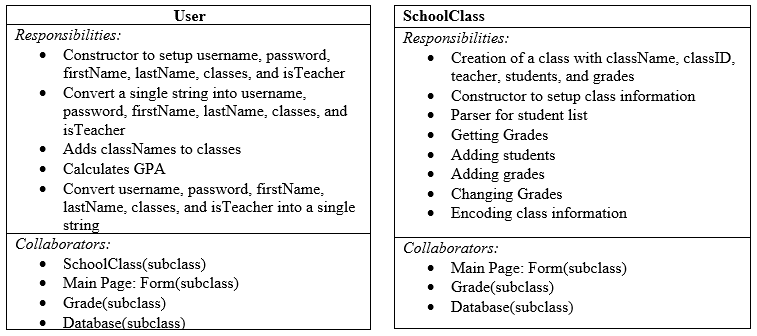 User
Responsibilities:
• Constructor to setup username, password,
firstName, lastName, classes, and isTeacher
• Convert a single string into username,
password, firstName, lastName, classes, and
isTeacher
• Adds classNames to classes
• Calculates GPA
• Convert username, password, firstName,
lastName, classes, and isTeacher into a single
string
Collaborators:
• SchoolClass(subclass)
• Main Page: Form(subclass)
• Grade(subclass)
• Database(subclass)
SchoolClass
Responsibilities:
• Creation of a class with className, classID,
teacher, students, and grades
• Constructor to setup class information
• Parser for student list
• Getting Grades
• Adding students
• Adding grades
• Changing Grades
• Encoding class information
Collaborators:
• Main Page: Form(subclass)
• Grade(subclass)
• Database(subclass)